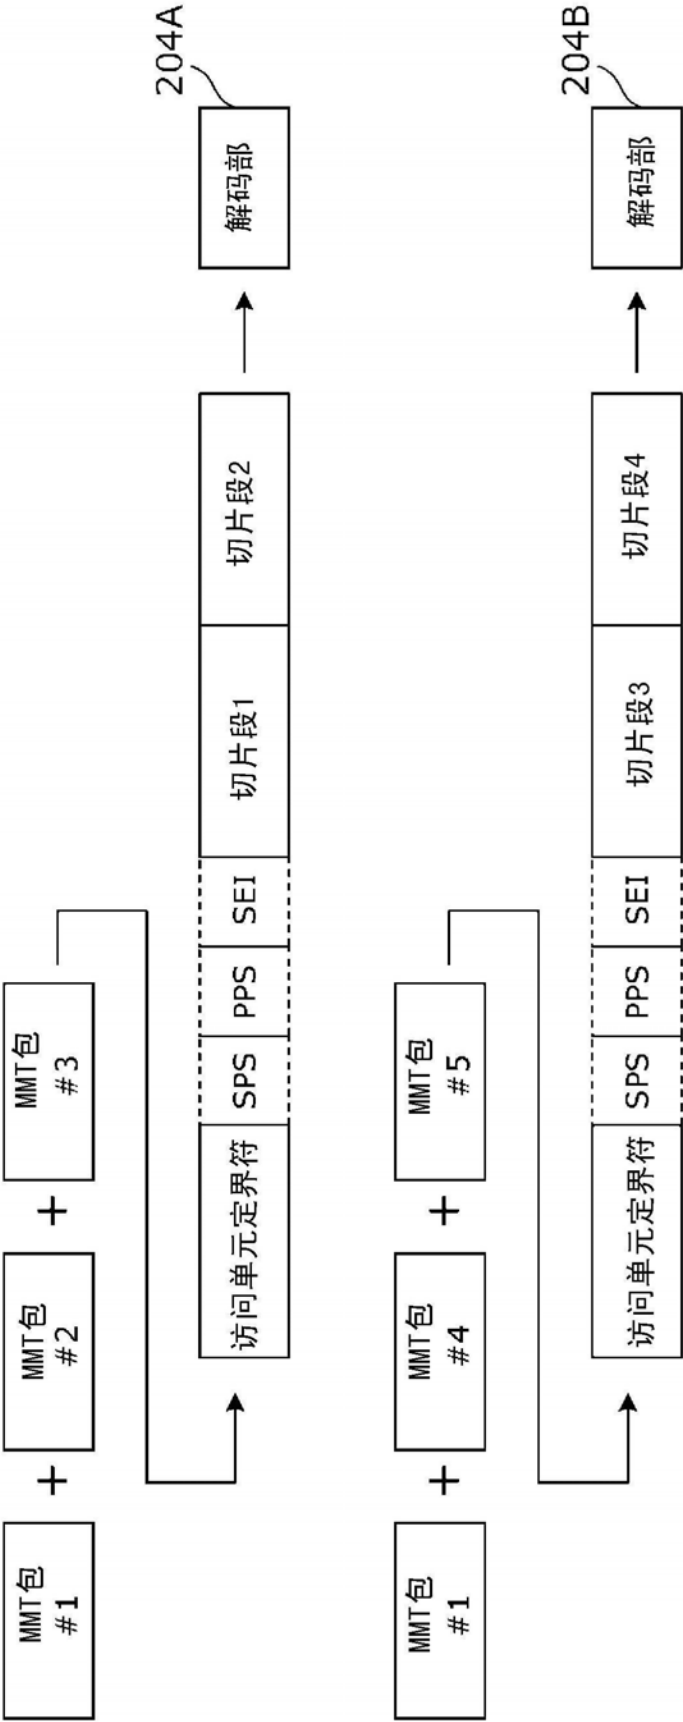 MMT包
#1
+
MMT包
#2
+
MMT包
#3
访问单元定界符
SPS
PPS
SEI
切片段1
切片段2
解码部
204A
MMT包
#1
+
MMT包
#4
+
MMT包
#5
访问单元定界符
SPS
PPS
SEI
切片段3
切片段4
解码部
204B